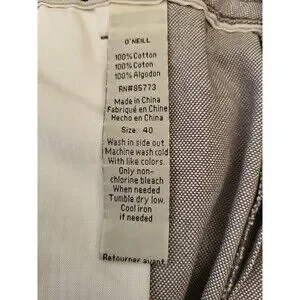 O'NEILL
100% Cotton
100% Coton
100% Algodon
RN#85773
Made in China
Fabriqué en Chine
Hecho en China
Size: 40
Wash in side out.
Machine wash cold
With like colors.
Only non-
chlorine bleach
When needed
Tumble dry low.
Cool iron
if needed
Retourner avant